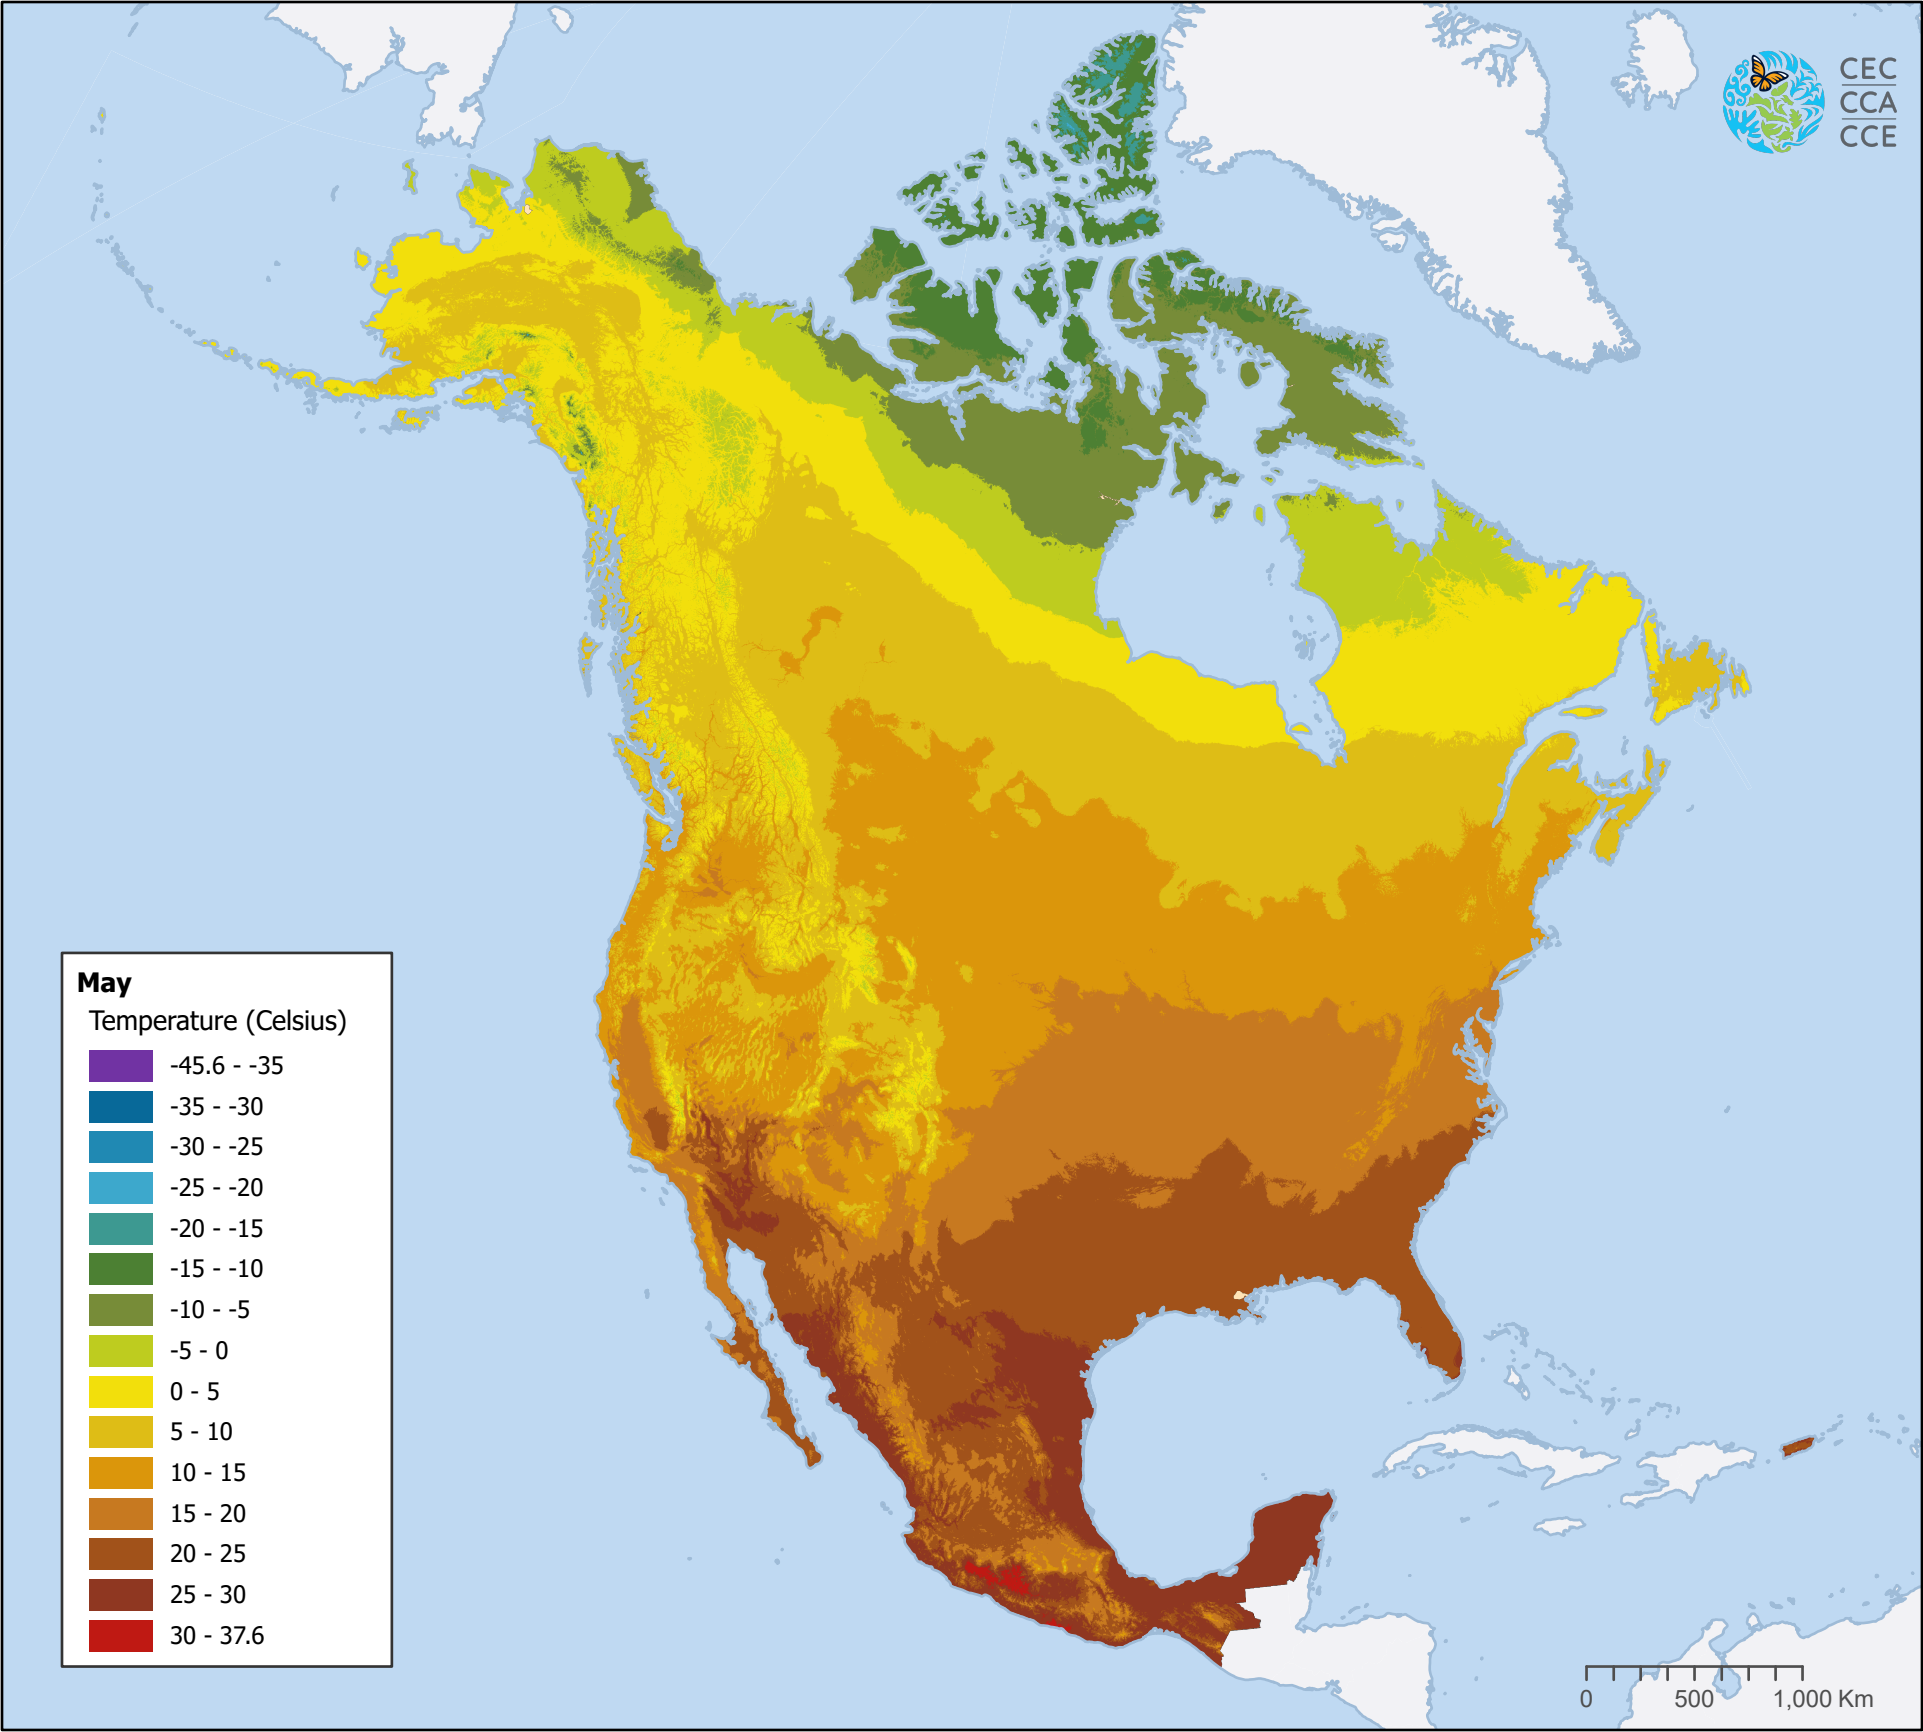 CEC
CCA
CCE
May
Temperature (Celsius)
-45.6 - -35
-35 - -30
-30 - -25
-25 - -20
-20 - -15
-15 - -10
-10 - -5
-5 - 0
0 - 5
5 - 10
10 - 15
15 - 20
20 - 25
25 - 30
30 - 37.6
0 500 1,000 Km